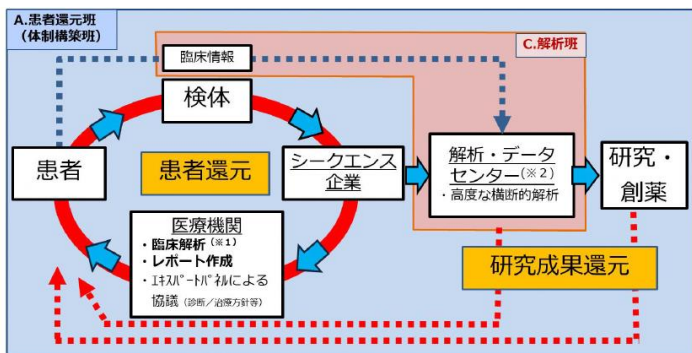 A.患者還元班
(体制構築班)
臨床情報
C.解析班
検体
患者
患者還元
シークエンス
企業
解析・データ
センター(※2)
・高度な横断的解析
研究・
創薬
医療機関
・臨床解析(※1)
・レポート作成
・ｴｷｽﾊﾟｰﾄﾊﾟﾈﾙによる
協議(診断／治療方針等)
研究成果還元